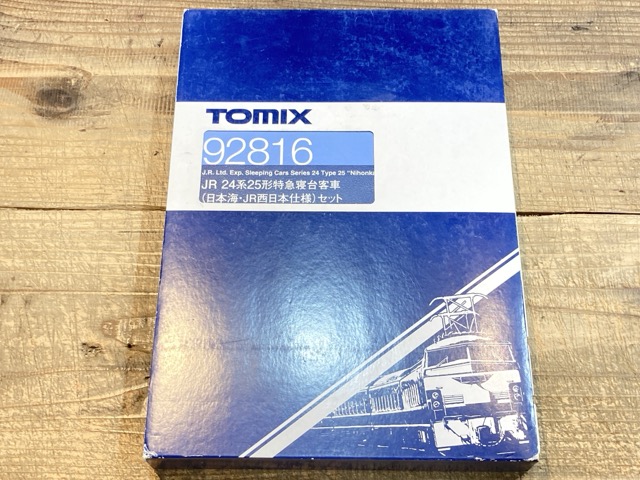 TOMIX
92816
J.R. Ltd. Exp. Sleeping Cars Series 24 Type 25 "Nihonka
JR 24系25形特急寝台客車
(日本海・JR西日本仕様)セット